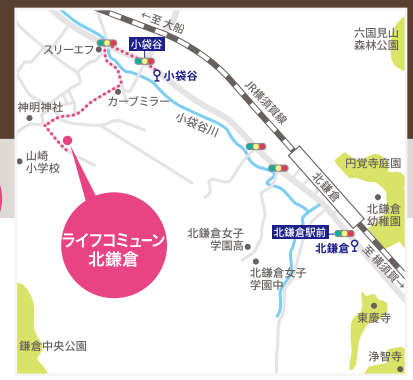 ←至大船
六国見山
森林公園
小袋谷
スリーエフ
小袋谷
JR横須賀線
カーブミラー
神明神社
小袋谷川
山崎
小学校
円覚寺庭園
北鎌倉
北鎌倉
幼稚園
ライフコミューン
北鎌倉
北鎌倉女子
学園高
北鎌倉駅前
北鎌倉
至横須賀→
北鎌倉女子
学園中
東慶寺
鎌倉中央公園
浄智寺